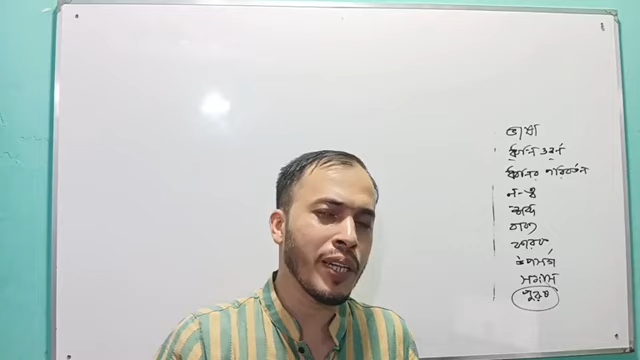 ভাষা
ধ্বনি ও বর্ণ
ধ্বনির পরিবর্তন
ণ-ত্ব
শব্দ
বাক্য
কারক
উপসর্গ
সমাস
পুরুষ